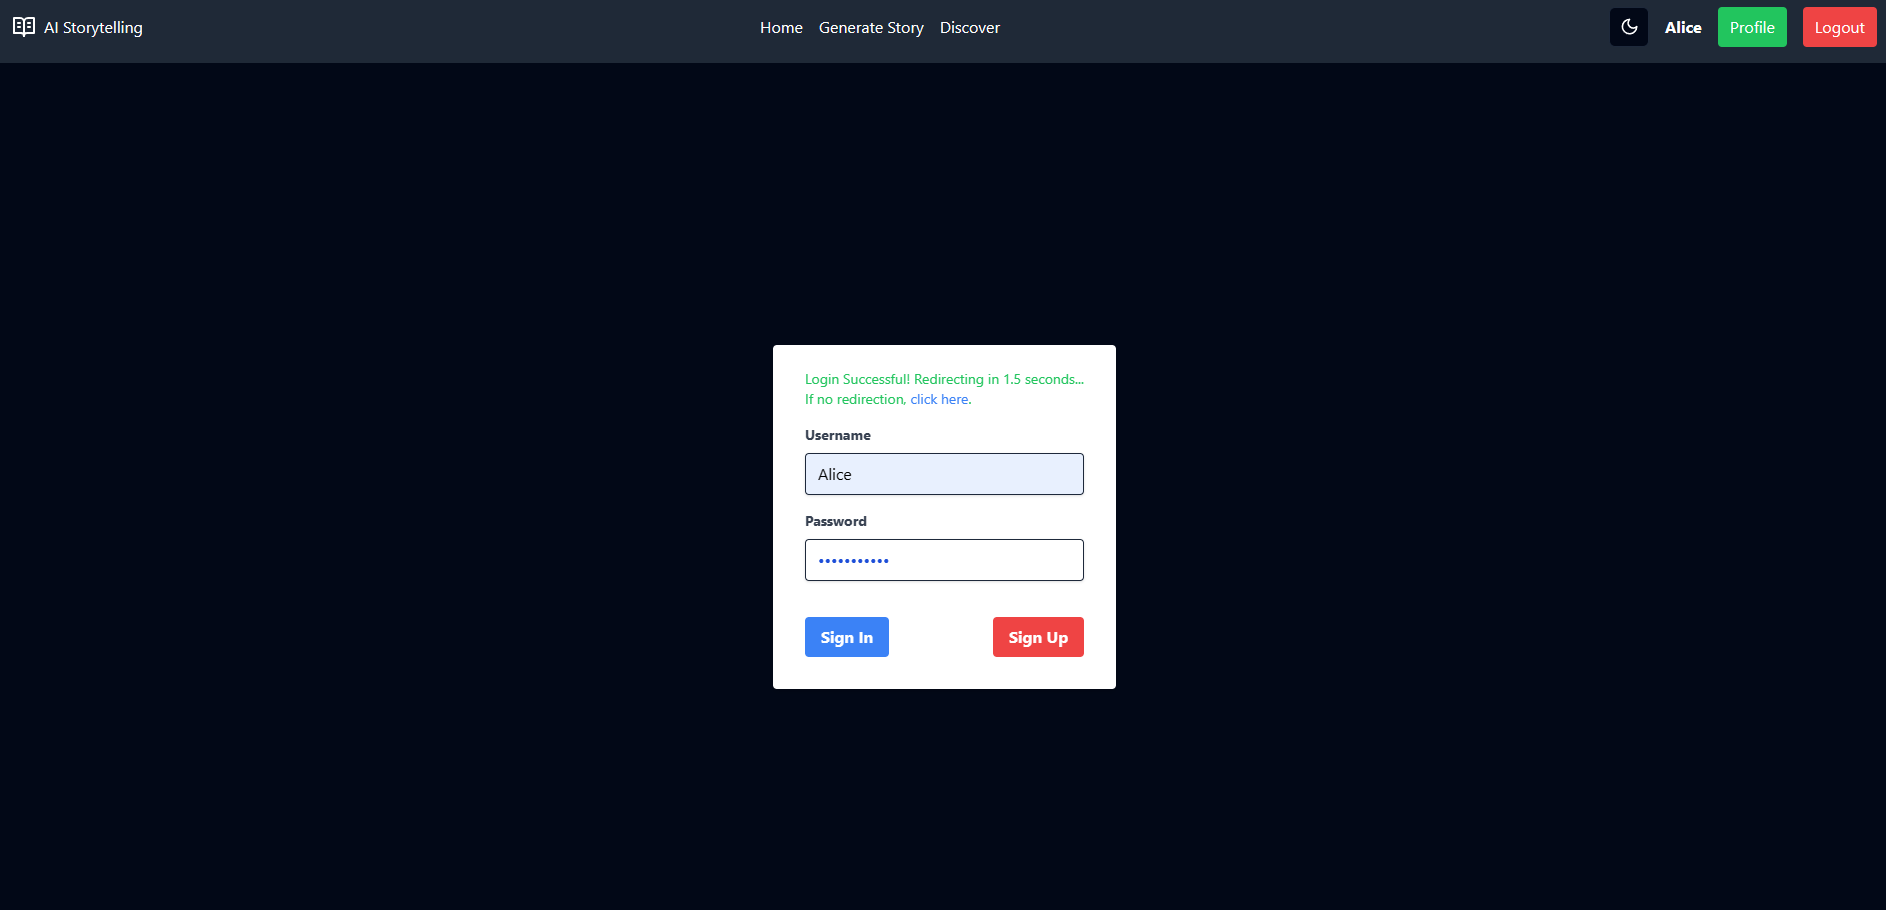 AI Storytelling
Home Generate Story Discover
Alice Profile Logout
Login Successful! Redirecting in 1.5 seconds...
If no redirection, click here.
Username
Alice
Password
•••••••••••
Sign In Sign Up